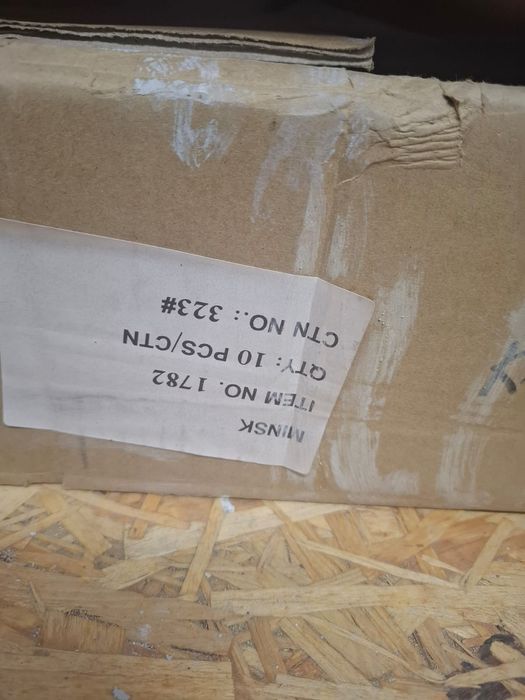 MINSK
ITEM NO. 1782
QTY: 10 PCS/CTN
CTN NO.: 323#